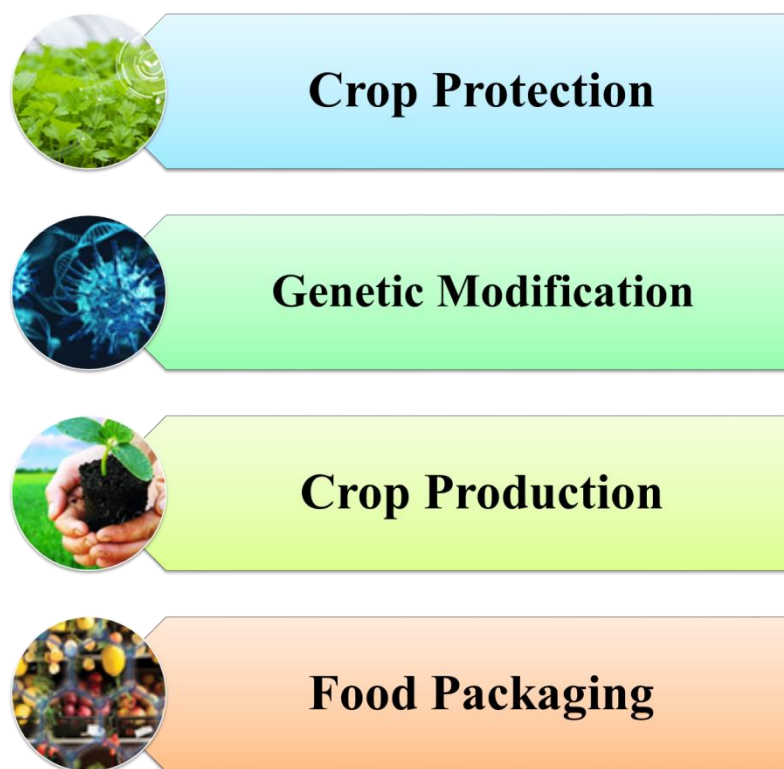 Crop Protection
Genetic Modification
Crop Production
Food Packaging